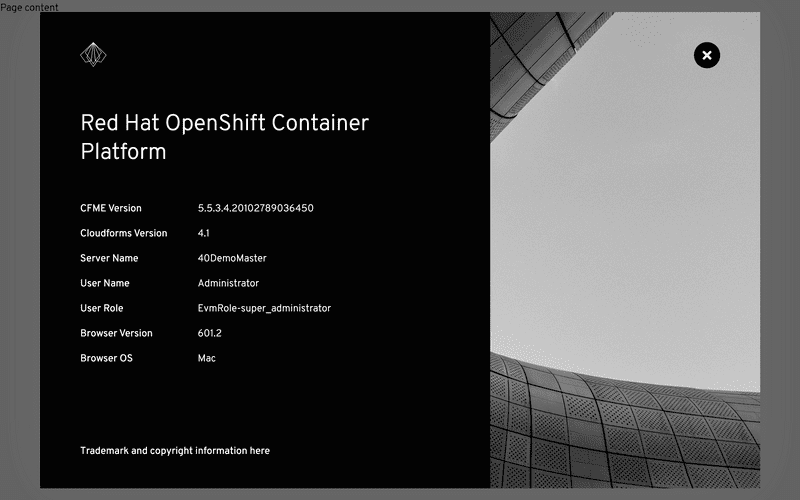 Page content
Red Hat OpenShift Container
Platform
CFME Version 5.5.3.4.20102789036450
Cloudforms Version 4.1
Server Name 40DemoMaster
User Name Administrator
User Role EvmRole-super_administrator
Browser Version 601.2
Browser OS Mac
Trademark and copyright information here